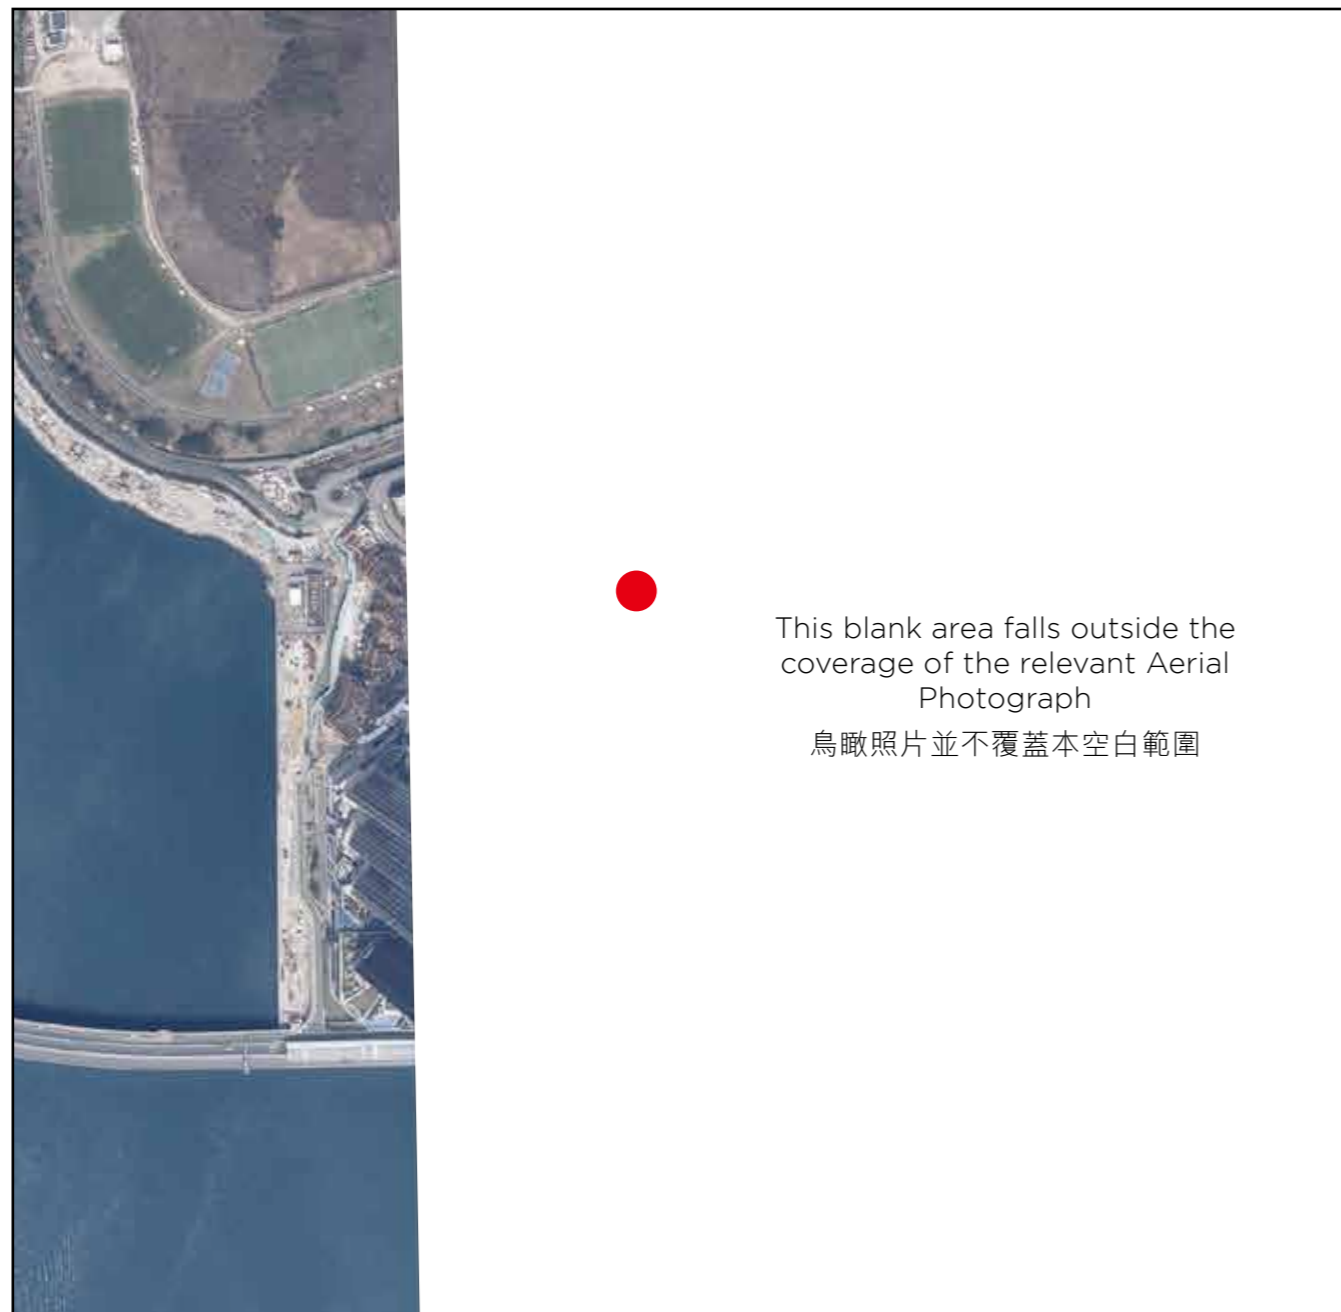 This blank area falls outside the
coverage of the relevant Aerial
Photograph
鳥瞰照片並不覆蓋本空白範圍